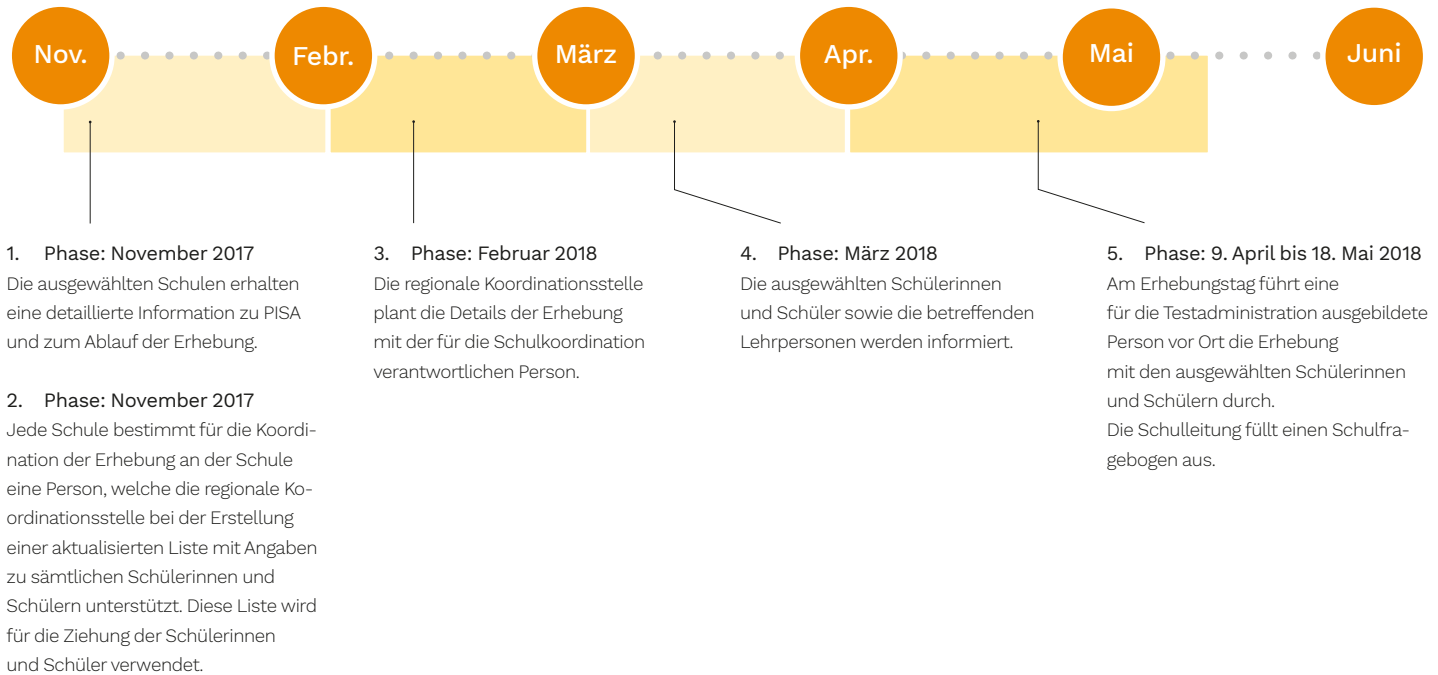 Nov.
Febr.
März
Apr.
Mai
Juni
1. Phase: November 2017
Die ausgewählten Schulen erhalten
eine detaillierte Information zu PISA
und zum Ablauf der Erhebung.
2. Phase: November 2017
Jede Schule bestimmt für die Koordi-
nation der Erhebung an der Schule
eine Person, welche die regionale Ko-
ordinationsstelle bei der Erstellung
einer aktualisierten Liste mit Angaben
zu sämtlichen Schülerinnen und
Schülern unterstützt. Diese Liste wird
für die Ziehung der Schülerinnen
und Schüler verwendet.
3. Phase: Februar 2018
Die regionale Koordinationsstelle
plant die Details der Erhebung
mit der für die Schulkoordination
verantwortlichen Person.
4. Phase: März 2018
Die ausgewählten Schülerinnen
und Schüler sowie die betreffenden
Lehrpersonen werden informiert.
5. Phase: 9. April bis 18. Mai 2018
Am Erhebungstag führt eine
für die Testadministration ausgebildete
Person vor Ort die Erhebung
mit den ausgewählten Schülerinnen
und Schülern durch.
Die Schulleitung füllt einen Schulfra-
gebogen aus.